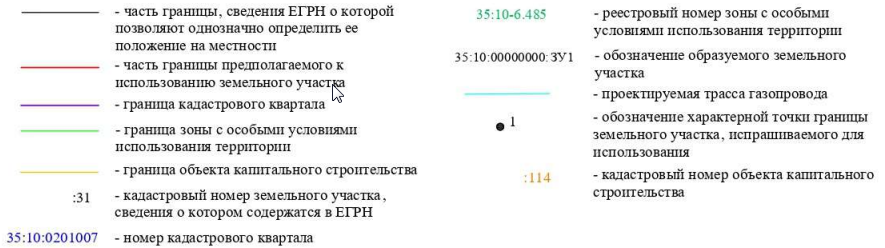 - часть границы, сведения ЕГРН о которой
позволяют однозначно определить ее
положение на местности
- часть границы предполагаемого к
использованию земельного участка
- граница кадастрового квартала
- граница зоны с особыми условиями
использования территории
- граница объекта капитального строительства
:31 - кадастровый номер земельного участка,
сведения о котором содержатся в ЕГРН
35:10:0201007 - номер кадастрового квартала
35:10-6.485 - реестровый номер зоны с особыми
условиями использования территории
35:10:00000000:ЗУ1 - обозначение образуемого земельного
участка
- проектируемая трасса газопровода
1 - обозначение характерной точки границы
земельного участка, испрашиваемого для
использования
:114 - кадастровый номер объекта капитального
строительства